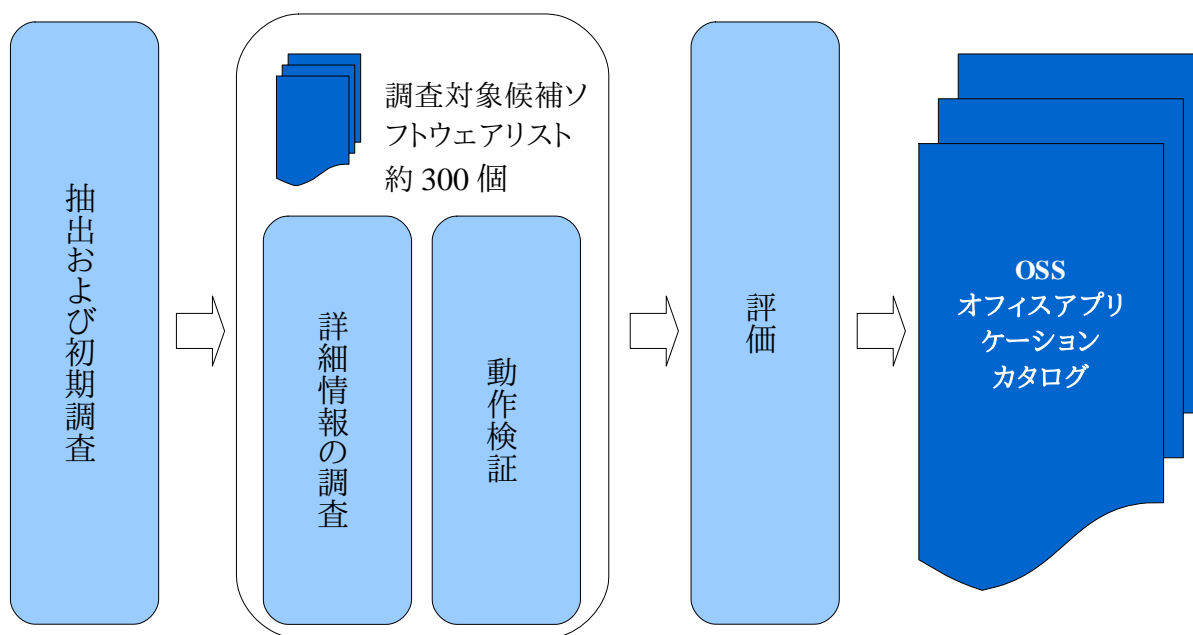 抽出および初期調査
調査対象候補ソ
フトウェアリスト
約 300 個
詳細情報の調査
動作検証
評価
OSS
オフィスアプリ
ケーション
カタログ